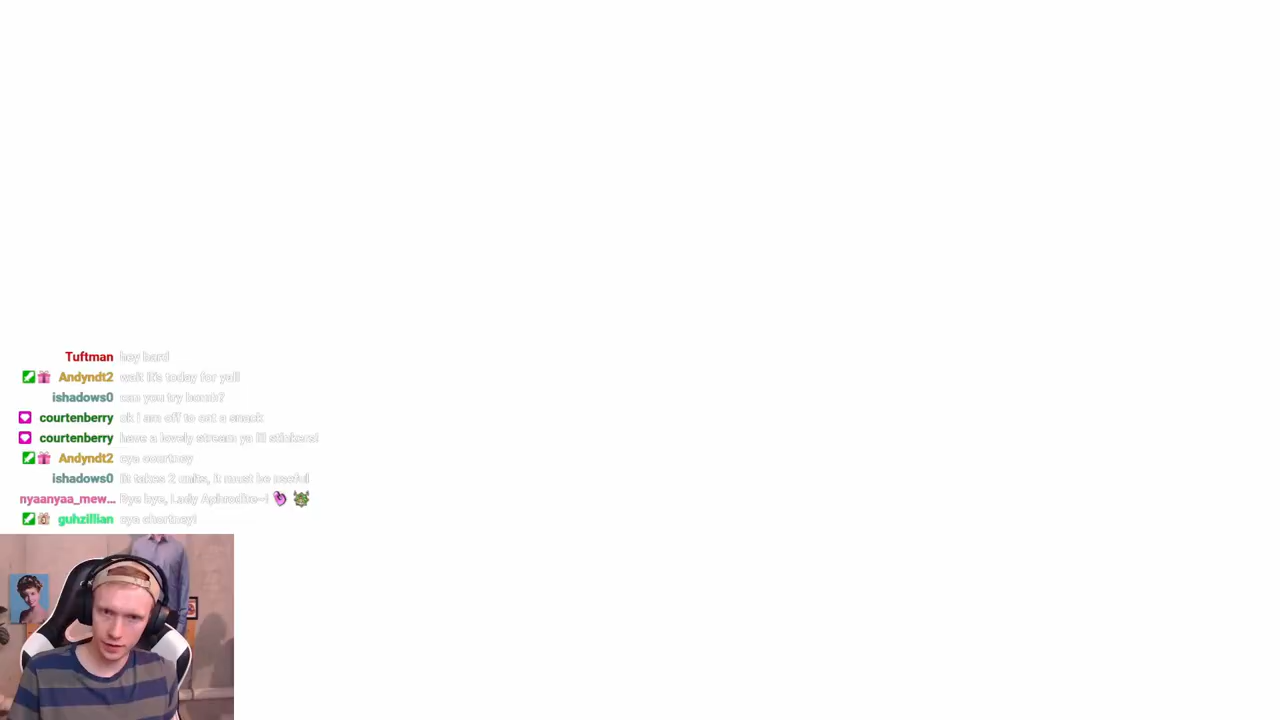 Tuftman hey bard
Andyndt2 wait it's today for yall
ishadows0 can you try bomb?
courtenberry ok i am off to eat a snack
courtenberry have a lovely stream ya lil stinkers!
Andyndt2 cya courtney
ishadows0 fit takes 2 units, it must be useful
nyaanyaa_mew... Bye bye, Lady Aphrodite~!
guhzillian cya courtney!